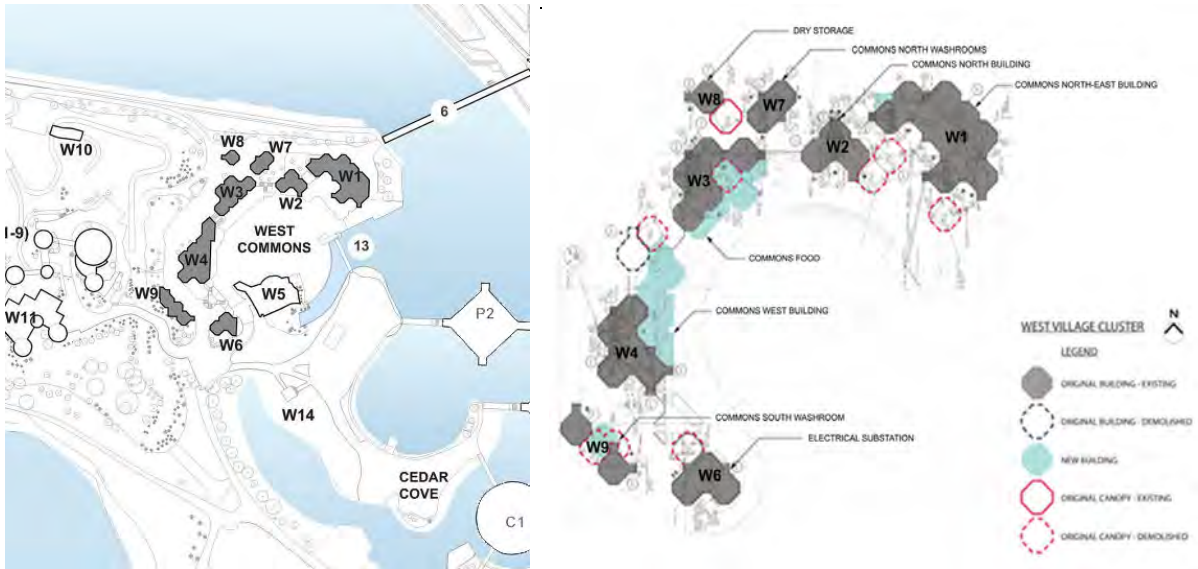 6
W10
W8
W7
W3
W1
W2
WEST
COMMONS
13
1-9)
W4
W9
W5
W11
W6
P2
W14
CEDAR
COVE
C1
DRY STORAGE
COMMONS NORTH WASHROOMS
COMMONS NORTH BUILDING
COMMONS NORTH-EAST BUILDING
W8
W7
W1
W2
W3
COMMONS FOOD
COMMONS WEST BUILDING
W4
COMMONS SOUTH WASHROOM
W9
ELECTRICAL SUBSTATION
W6
WEST VILLAGE CLUSTER
N
LEGEND
ORIGINAL BUILDING - EXISTING
ORIGINAL BUILDING - DEMOLISHED
NEW BUILDING
ORIGINAL CANOPY - EXISTING
ORIGINAL CANOPY - DEMOLISHED